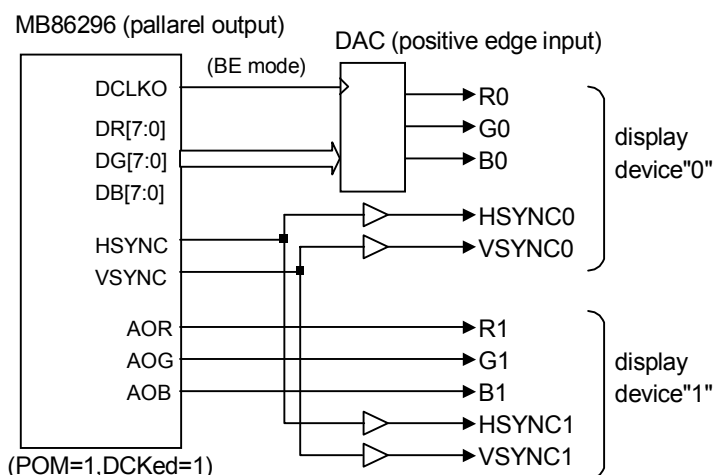 MB86296 (pallarel output)
DAC (positive edge input)
(BE mode)
DCLKO
DR[7:0]
DG[7:0]
DB[7:0]
HSYNC
VSYNC
AOR
AOG
AOB
(POM=1,DCKed=1)
R0
G0
B0
HSYNC0
VSYNC0
display
device"0"
R1
G1
B1
HSYNC1
VSYNC1
display
device"1"